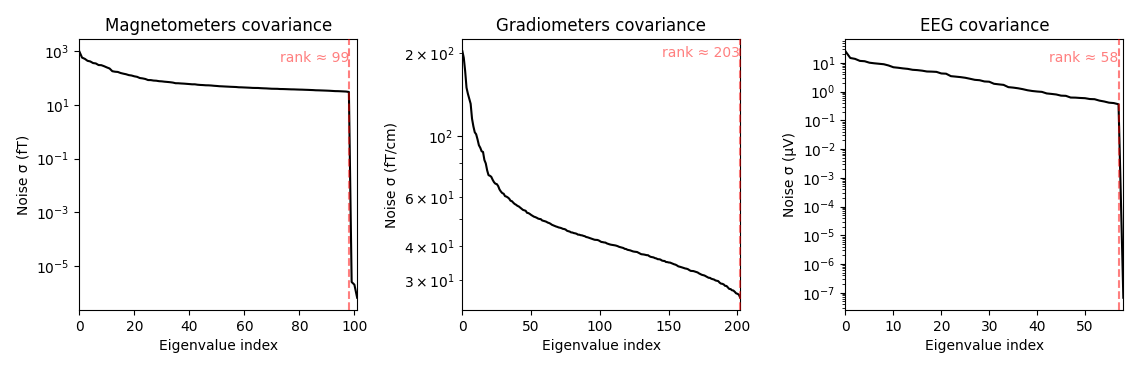 Magnetometers covariance
rank ≈ 99
10³
10¹
10⁻¹
10⁻³
10⁻⁵
Noise σ (fT)
0 20 40 60 80 100
Eigenvalue index
Gradiometers covariance
rank ≈ 203
2 × 10²
10²
6 × 10¹
4 × 10¹
3 × 10¹
Noise σ (fT/cm)
0 50 100 150 200
Eigenvalue index
EEG covariance
rank ≈ 58
10¹
10⁰
10⁻¹
10⁻²
10⁻³
10⁻⁴
10⁻⁵
10⁻⁶
10⁻⁷
Noise σ (µV)
0 10 20 30 40 50
Eigenvalue index